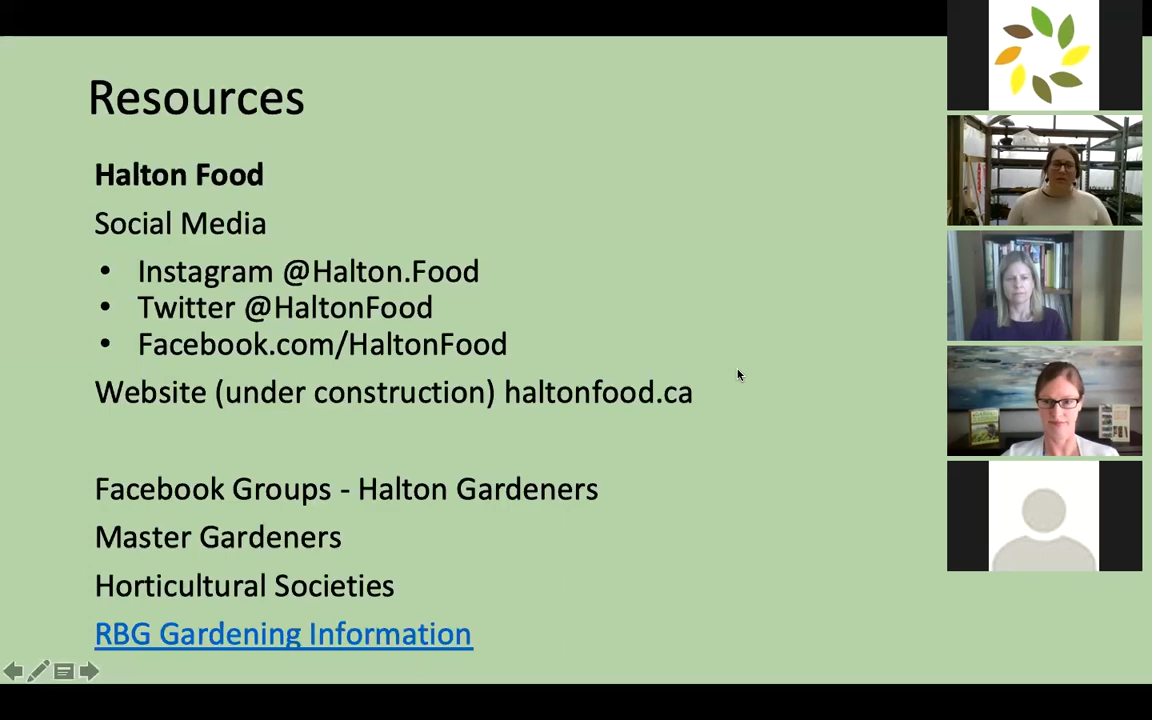 Resources
Halton Food
Social Media
• Instagram @Halton.Food
• Twitter @HaltonFood
• Facebook.com/HaltonFood
Website (under construction) haltonfood.ca
Facebook Groups - Halton Gardeners
Master Gardeners
Horticultural Societies
RBG Gardening Information